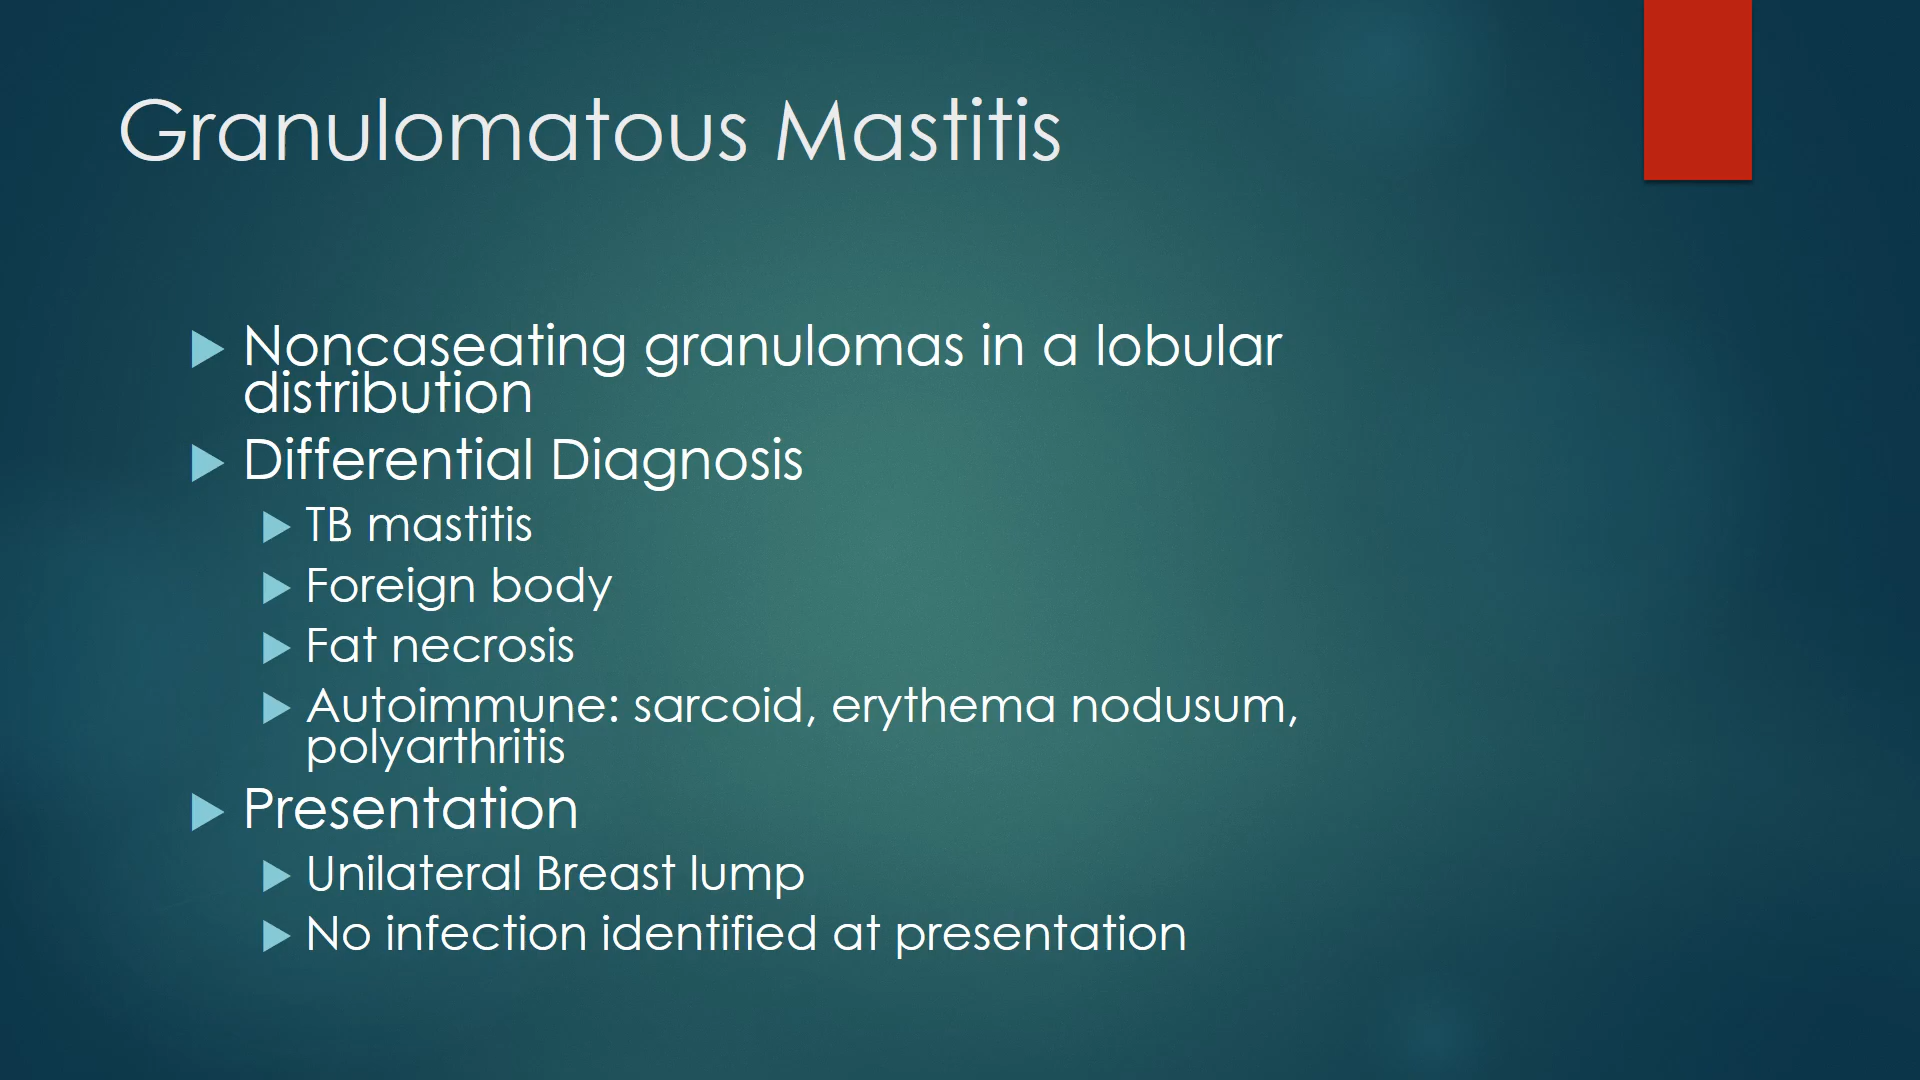 Granulomatous Mastitis
Noncaseating granulomas in a lobular
distribution
Differential Diagnosis
TB mastitis
Foreign body
Fat necrosis
Autoimmune: sarcoid, erythema nodusum,
polyarthritis
Presentation
Unilateral Breast lump
No infection identified at presentation